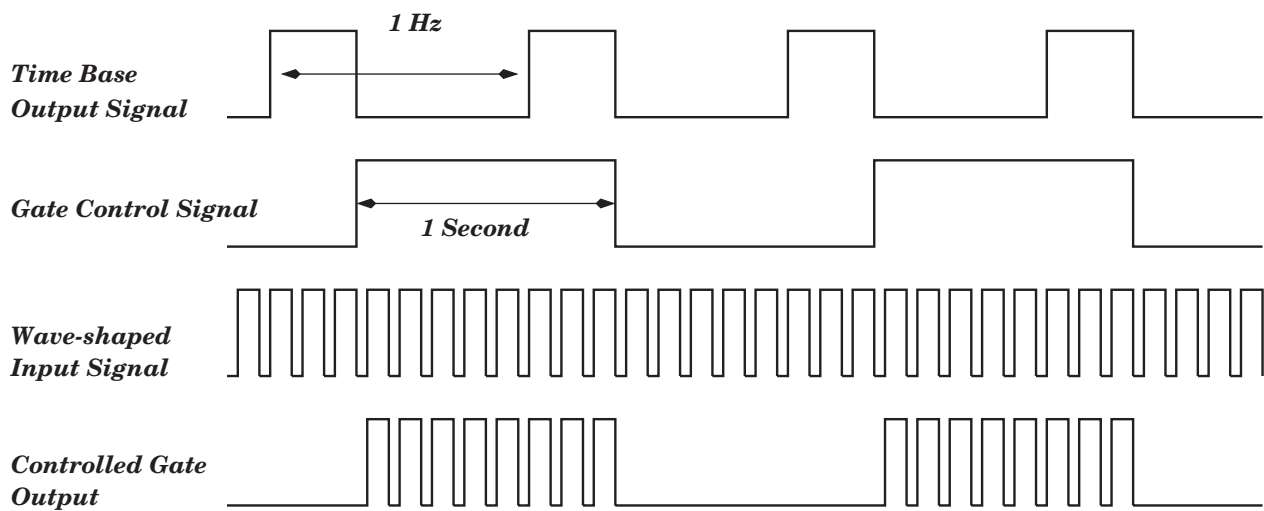 1 Hz
Time Base
Output Signal
Gate Control Signal
1 Second
Wave-shaped
Input Signal
Controlled Gate
Output